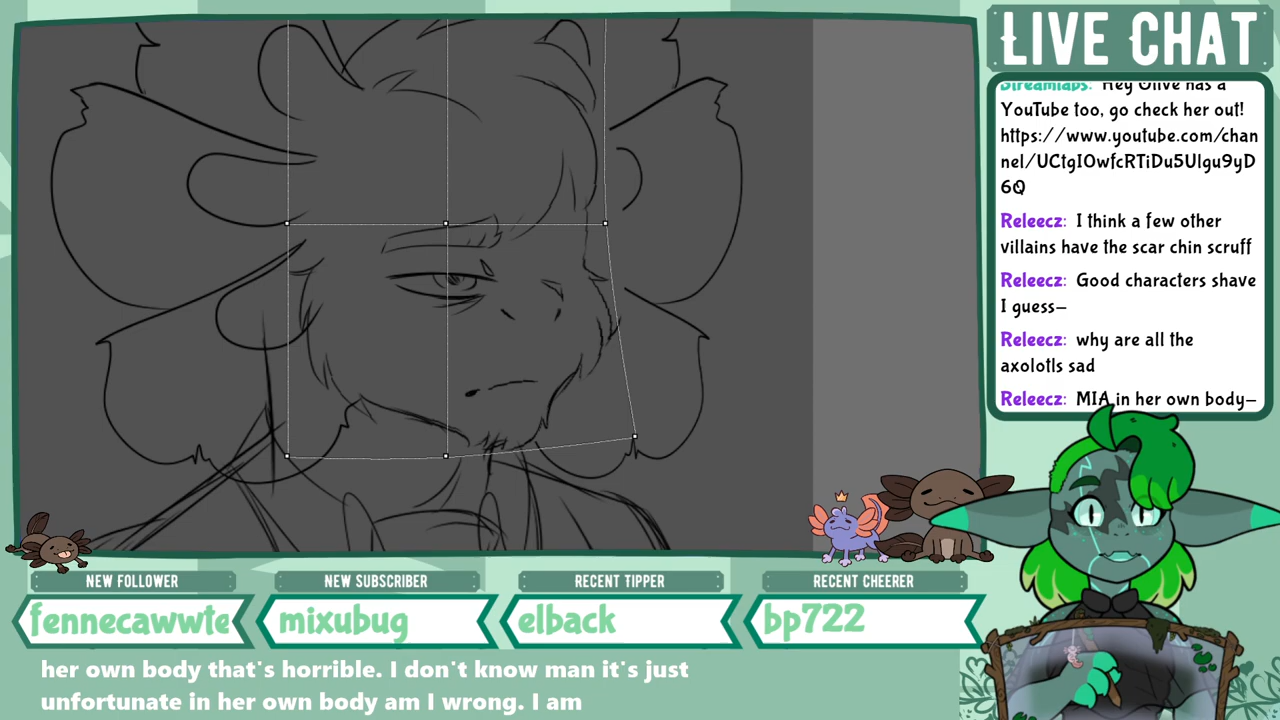 LIVE CHAT
Streamlabs: Hey Olive has a
YouTube too, go check her out!
https://www.youtube.com/chan
nel/UCtgIOwfcRTiDu5Ulgu9yD
6Q
Releecz: I think a few other
villains have the scar chin scruff
Releecz: Good characters shave
I guess–
Releecz: why are all the
axolotls sad
Releecz: MIA in her own body–
NEW FOLLOWER
fennecawwte
NEW SUBSCRIBER
mixubug
RECENT TIPPER
elback
RECENT CHEERER
bp722
her own body that's horrible. I don't know man it's just
unfortunate in her own body am I wrong. I am